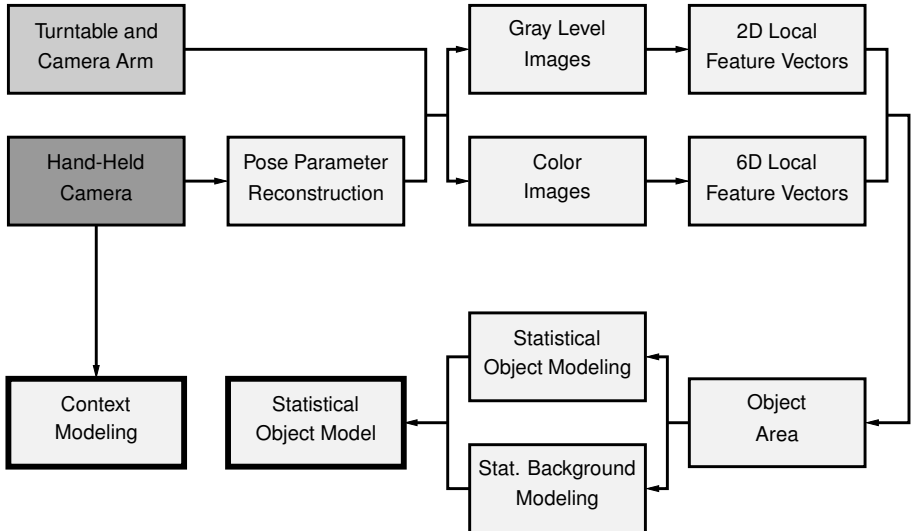 Turntable and
Camera Arm
Gray Level
Images
2D Local
Feature Vectors
Hand-Held
Camera
Pose Parameter
Reconstruction
Color
Images
6D Local
Feature Vectors
Statistical
Object Modeling
Context
Modeling
Statistical
Object Model
Object
Area
Stat. Background
Modeling